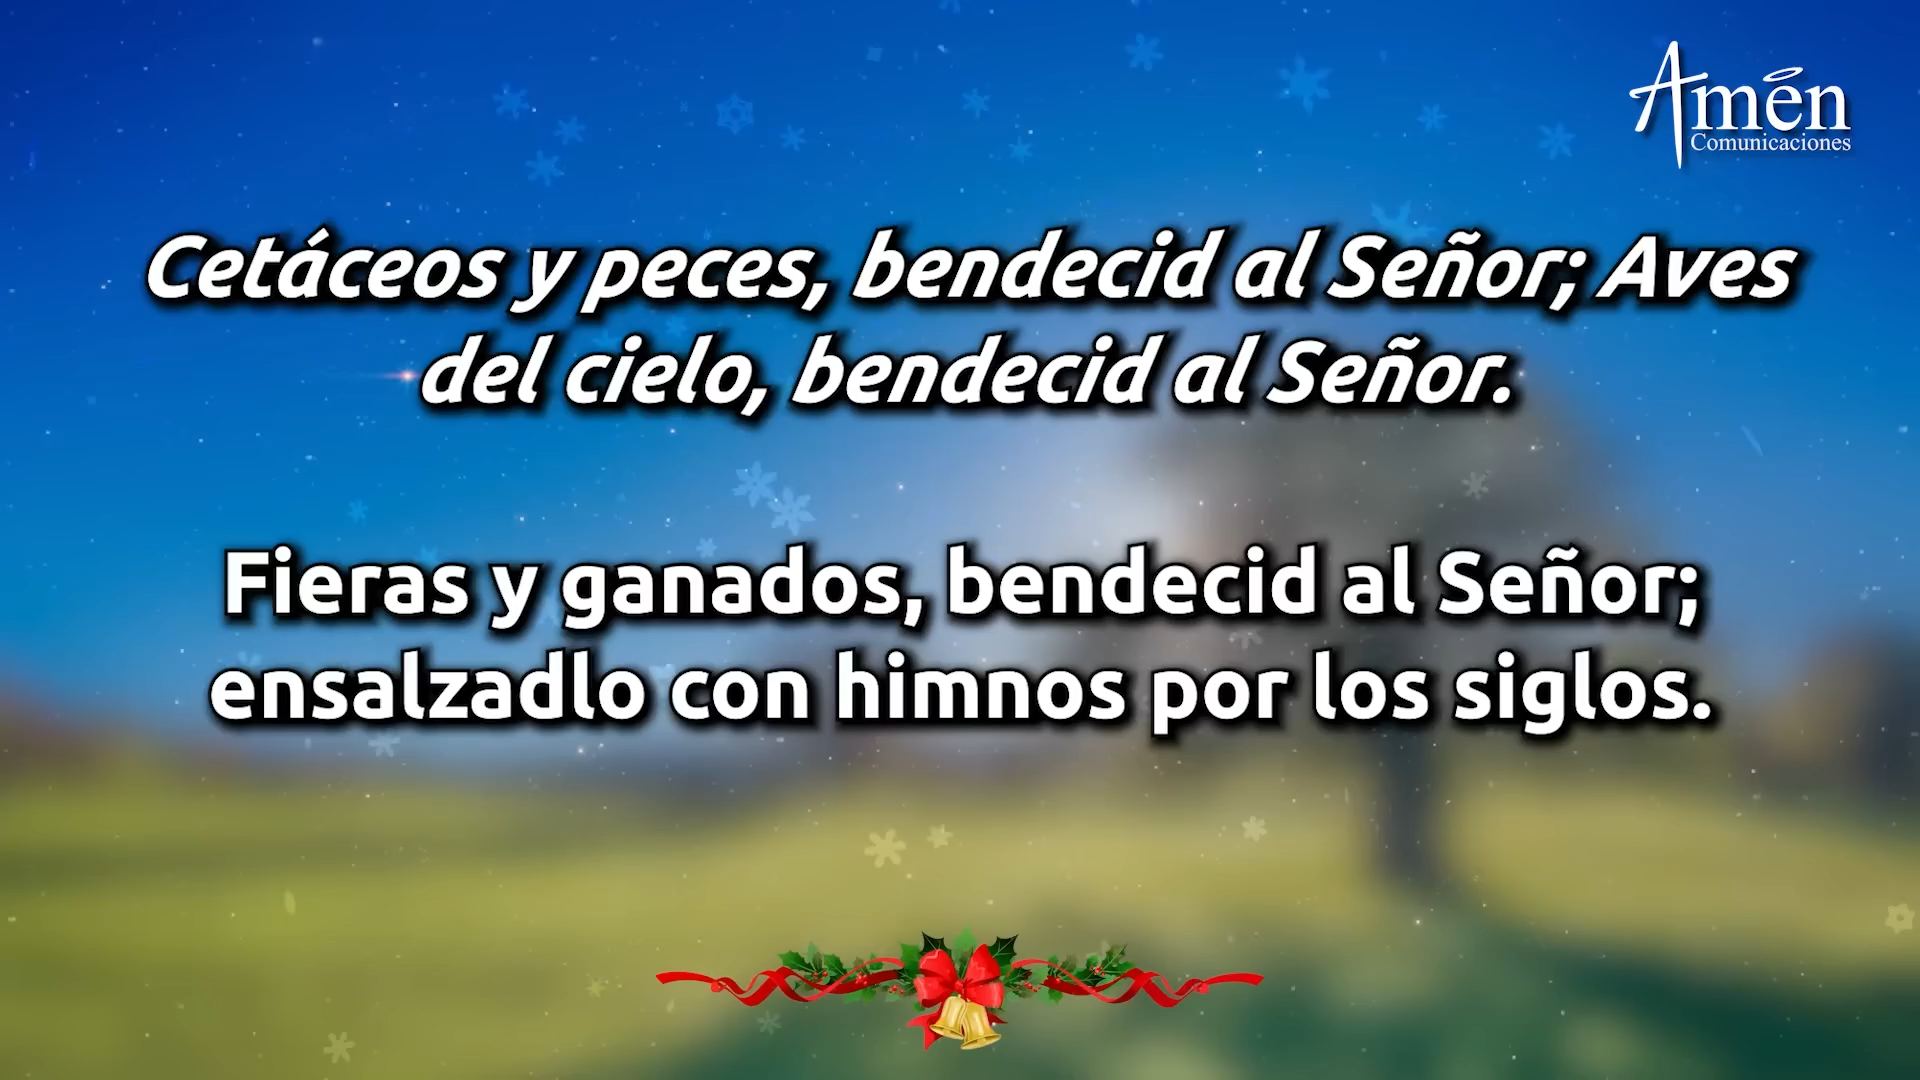 Amén
Comunicaciones
Cetáceos y peces, bendecid al Señor; Aves
del cielo, bendecid al Señor.
Fieras y ganados, bendecid al Señor;
ensalzadlo con himnos por los siglos.